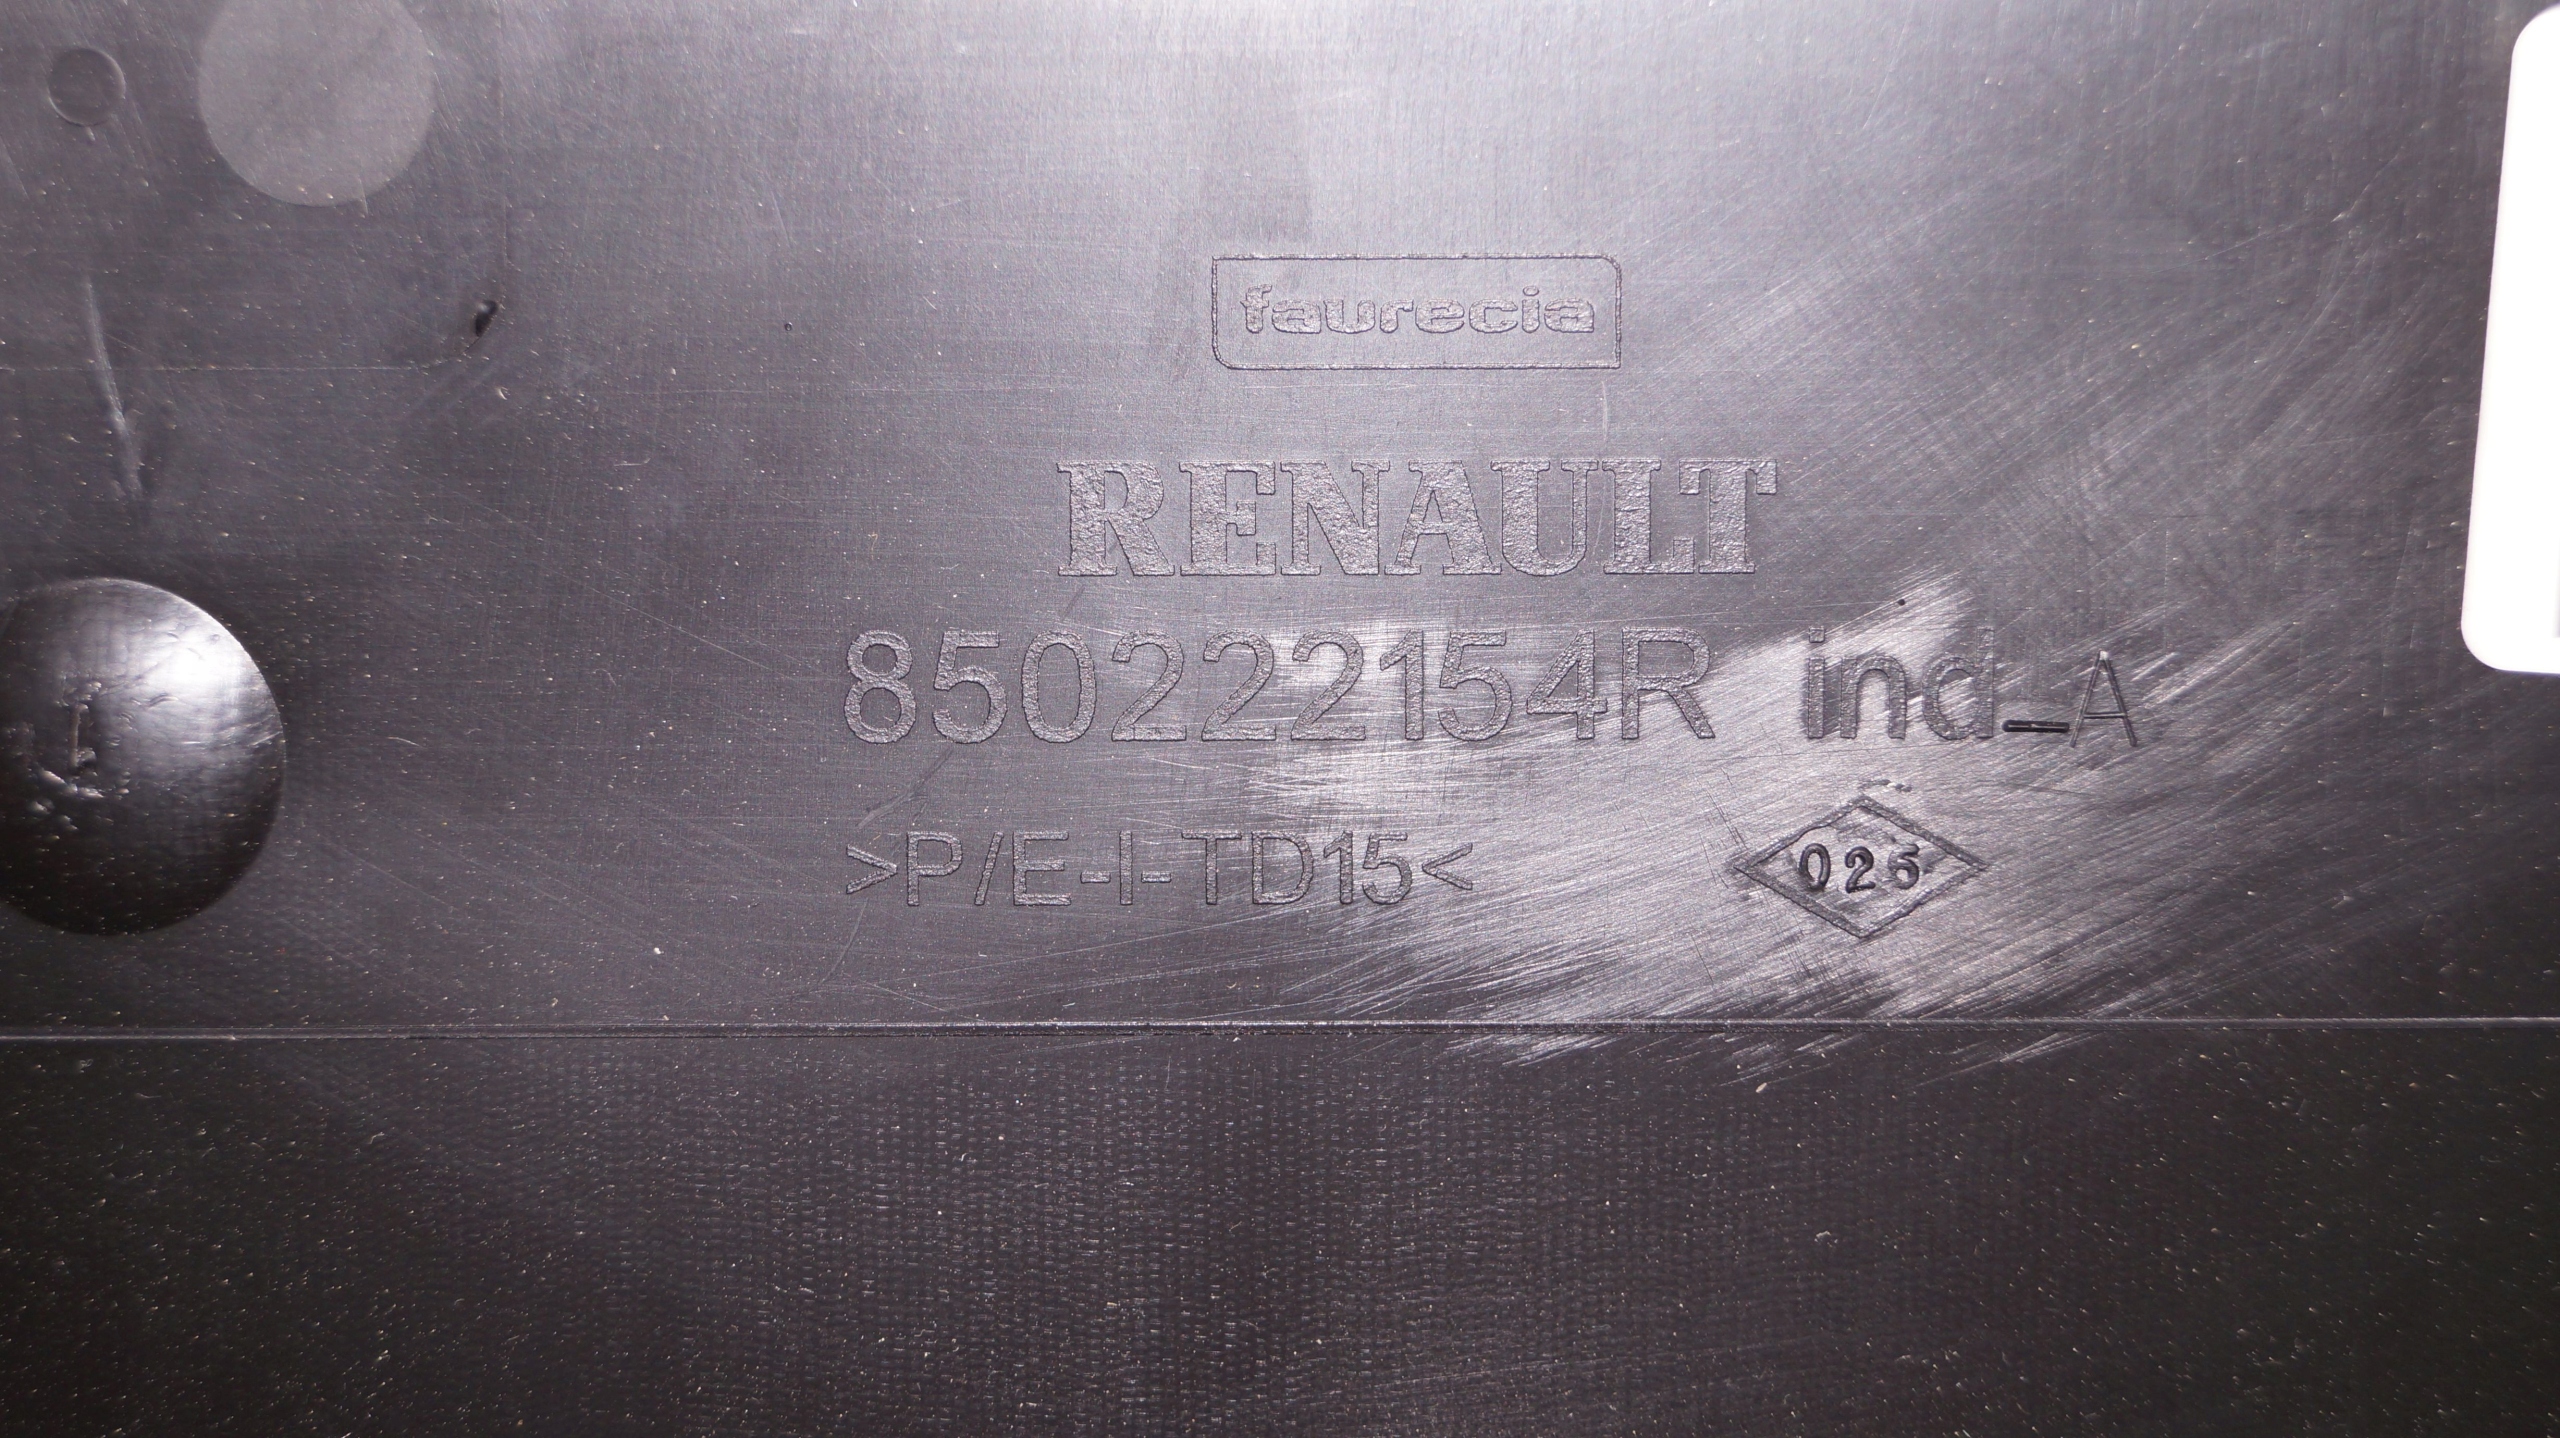 faurecia
RENAULT
850222154R ind_A
>P/E-I-TD15<
025